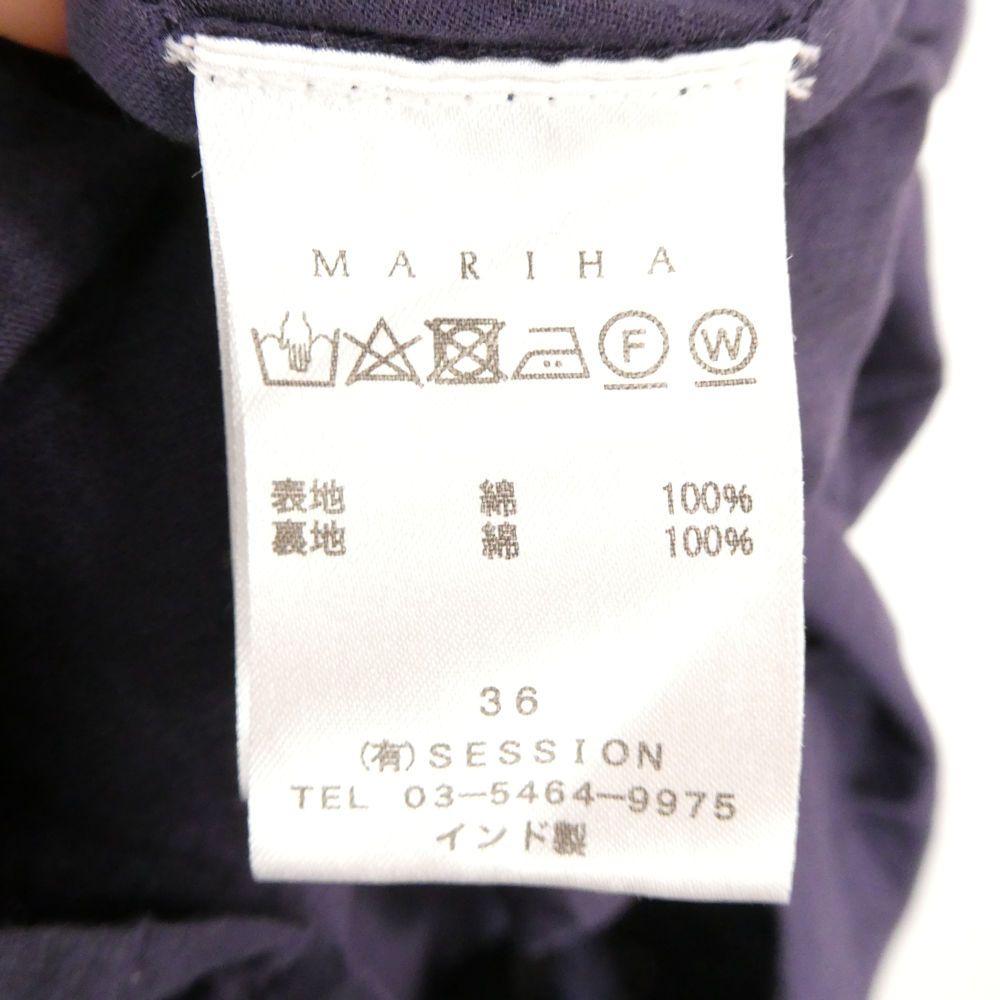 MARIHA
F W
表地 綿 100%
裏地 綿 100%
36
(有)SESSION
TEL 03-5464-9975
インド製